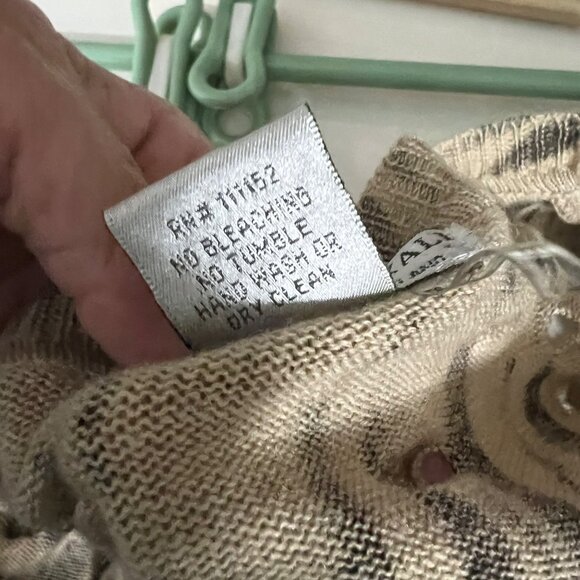 RN# 111152
NO BLEACHING
NO TUMBLE
HAND WASH OR
DRY CLEAN